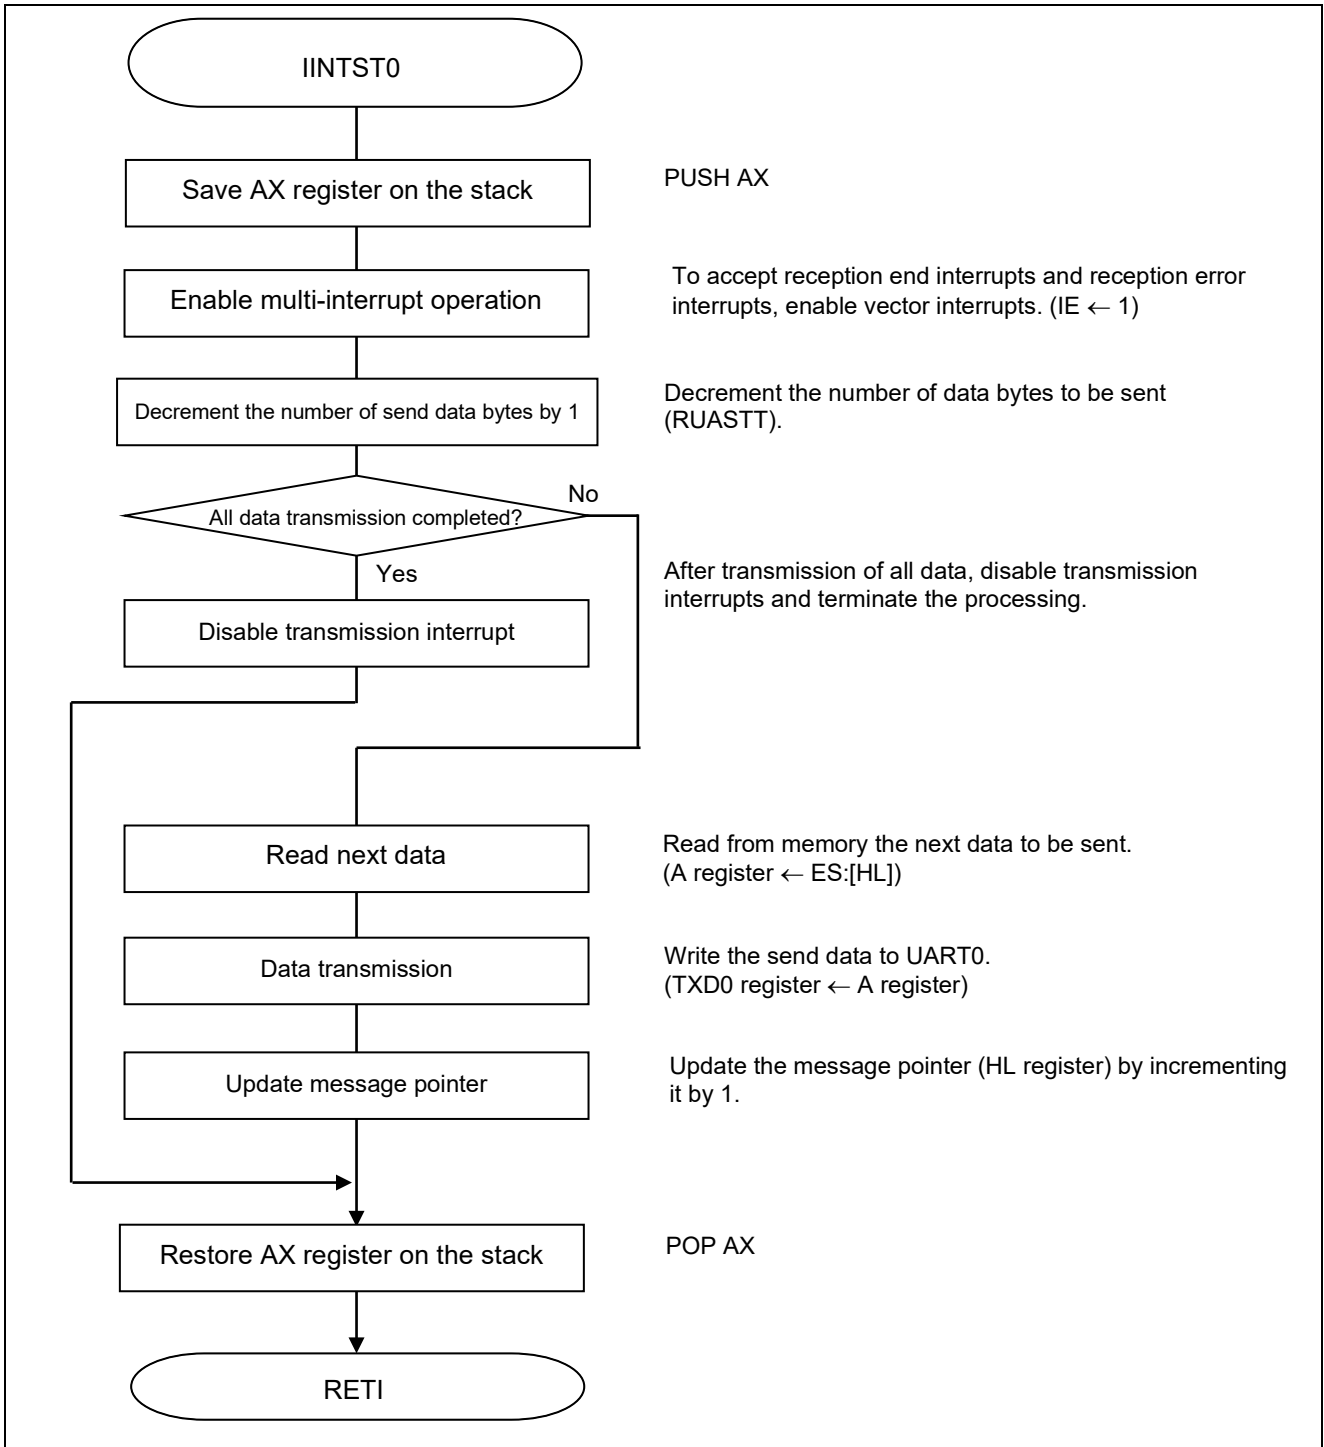 IINTST0
Save AX register on the stack
PUSH AX
Enable multi-interrupt operation
To accept reception end interrupts and reception error
interrupts, enable vector interrupts. (IE ← 1)
Decrement the number of send data bytes by 1
Decrement the number of data bytes to be sent
(RUASTT).
All data transmission completed?
No
Yes
After transmission of all data, disable transmission
interrupts and terminate the processing.
Disable transmission interrupt
Read next data
Read from memory the next data to be sent.
(A register ← ES:[HL])
Data transmission
Write the send data to UART0.
(TXD0 register ← A register)
Update message pointer
Update the message pointer (HL register) by incrementing
it by 1.
Restore AX register on the stack
POP AX
RETI